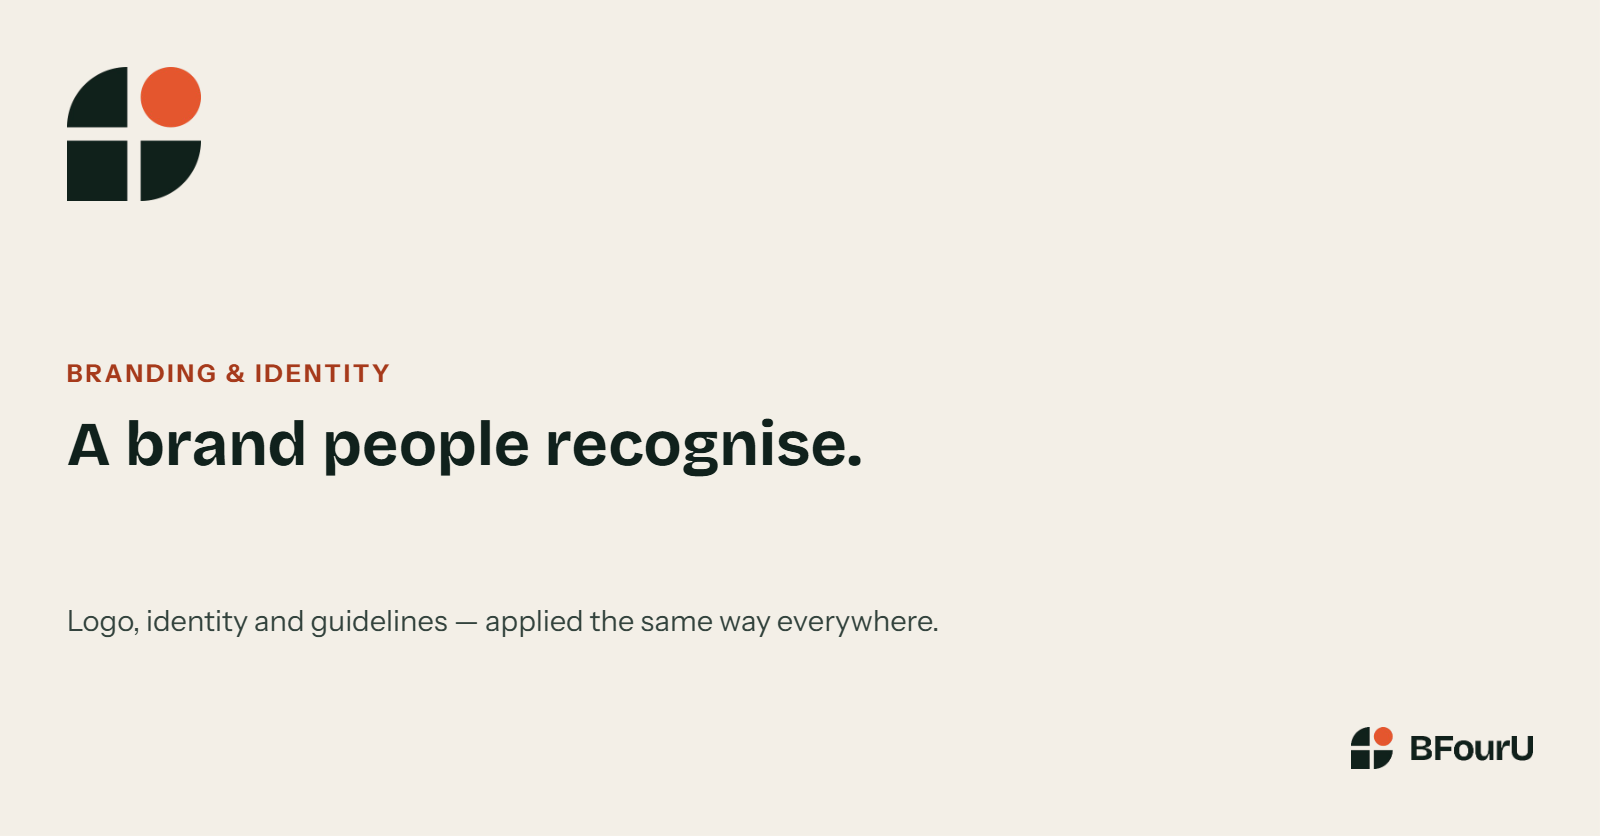 BRANDING & IDENTITY
A brand people recognise.
Logo, identity and guidelines — applied the same way everywhere.
BFourU